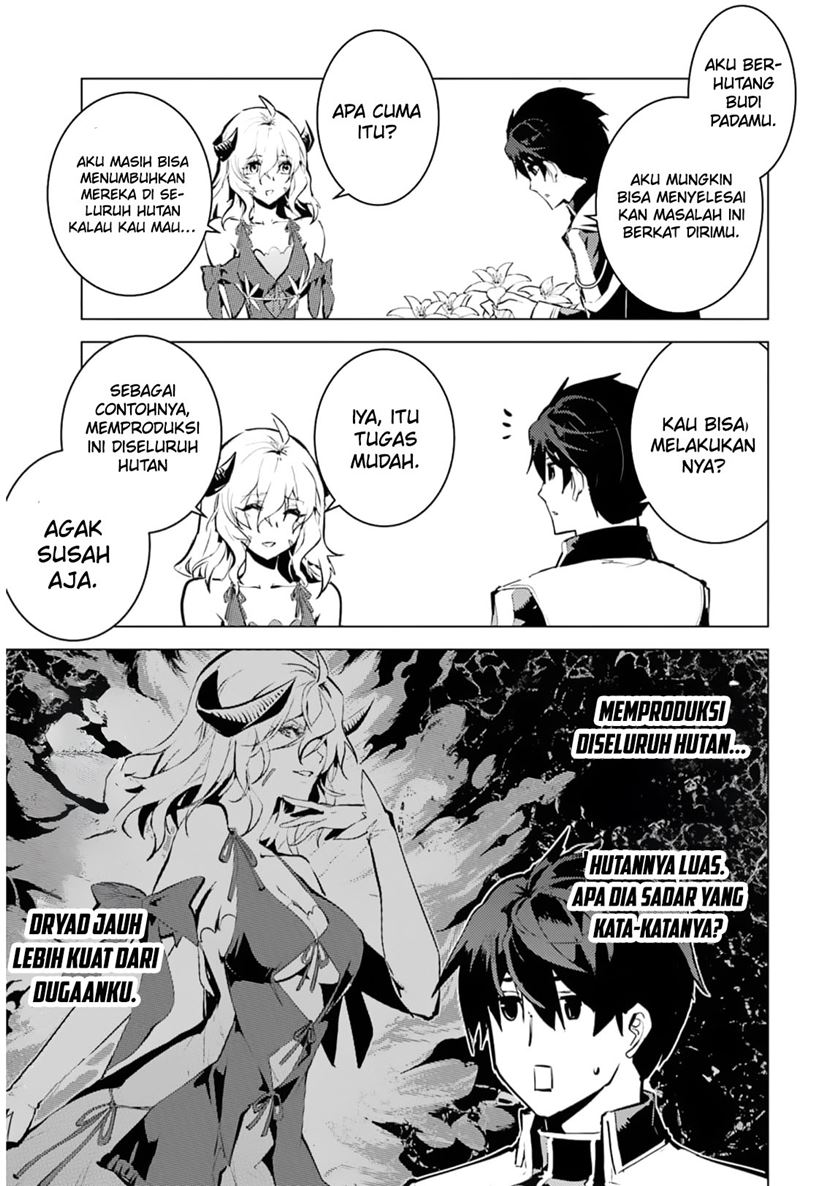 AKU BER-
HUTANG
BUDI
PADAMU.
AKU MUNGKIN
BISA MENYELESAI
KAN MASALAH INI
BERKAT DIRIMU.
APA CUMA
ITU?
AKU MASIH BISA
MENUMBUHKAN
MEREKA DI SE-
LURUH HUTAN
KALAU KAU MAU...
KAU BISA
MELAKUKAN
NYA?
IYA, ITU
TUGAS
MUDAH.
SEBAGAI
CONTOHNYA,
MEMPRODUKSI
INI DISELURUH
HUTAN
AGAK
SUSAH
AJA.
MEMPRODUKSI
DISELURUH HUTAN...
HUTANNYA LUAS.
APA DIA SADAR YANG
KATA-KATANYA?
DRYAD JAUH
LEBIH KUAT DARI
DUGAANKU.